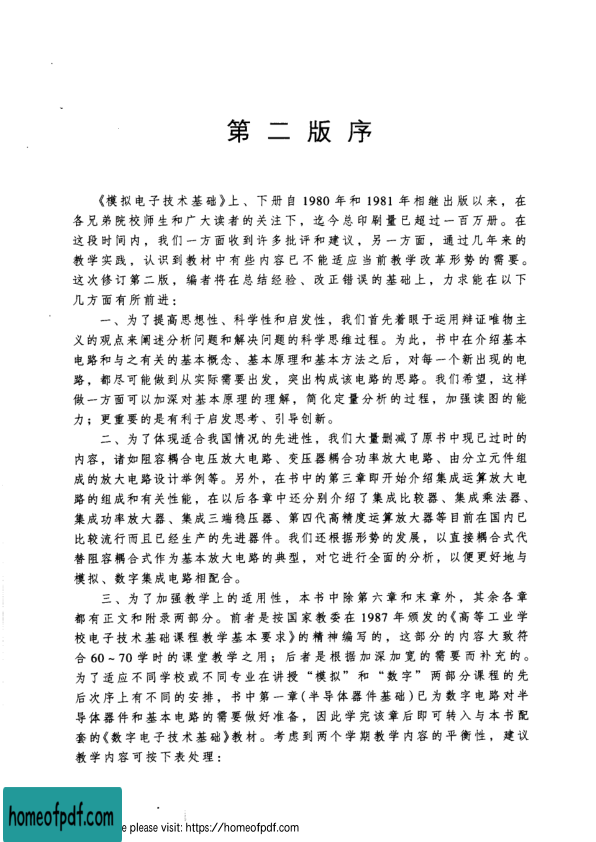 第二版序
《模拟电子技术基础》上、下册自1980年和1981年相继出版以来，在
各兄弟院校师生和广大读者的关注下，迄今总印刷量已超过一百万册。在
这段时间内，我们一方面收到许多批评和建议，另一方面，通过几年来的
教学实践，认识到教材中有些内容已不能适应当前教学改革形势的需要。
这次修订第二版，编者将在总结经验、改正错误的基础上，力求能在以下
几方面有所前进：
一、为了提高思想性、科学性和启发性，我们首先着眼于运用辩证唯物主
义的观点来阐述分析问题和解决问题的科学思维过程。为此，书中在介绍基本
电路和与之有关的基本概念、基本原理和基本方法之后，对每一个新出现的电
路，都尽可能做到从实际需要出发，突出构成该电路的思路。我们希望，这样
做一方面可以加深对基本原理的理解，简化定量分析的过程，加强读图的能
力；更重要的是有利于启发思考、引导创新。
二、为了体现适合我国情况的先进性，我们大量删减了原书中现已过时的
内容，诸如阻容耦合电压放大电路、变压器耦合功率放大电路、由分立元件组
成的放大电路设计举例等。另外，在书中的第三章即开始介绍集成运算放大电
路的组成和有关性能，在以后各章中还分别介绍了集成比较器、集成乘法器、
集成功率放大器、集成三端稳压器、第四代高精度运算放大器等目前在国内已
比较流行而且已经生产的先进器件。我们还根据形势的发展，以直接耦合式代
替阻容耦合式作为基本放大电路的典型，对它进行全面的分析，以便更好地与
模拟、数字集成电路相配合。
三、为了加强教学上的适用性，本书中除第六章和末章外，其余各章
都有正文和附录两部分。前者是按国家教委在1987年颁发的《高等工业学
校电子技术基础课程教学基本要求》的精神编写的，这部分的内容大致符
合60～70学时的课堂教学之用；后者是根据加深加宽的需要而补充的。
为了适应不同学校或不同专业在讲授“模拟”和“数字”两部分课程的先
后次序上有不同的安排，书中第一章(半导体器件基础)已为数字电路对半
导体器件和基本电路的需要做好准备，因此学完该章后即可转入与本书配
套的《数字电子技术基础》教材。考虑到两个学期教学内容的平衡性，建议
教学内容可按下表处理：
homeofpdf.com
e please visit: https://homeofpdf.com